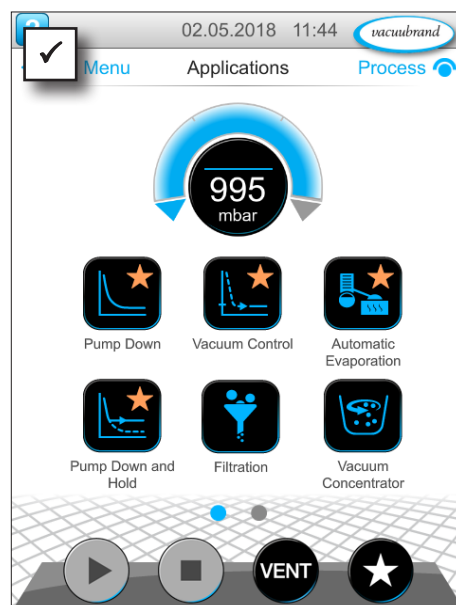 ?
02.05.2018 11:44 vacuubrand
Menu Applications Process
995
mbar
Pump Down Vacuum Control Automatic
Evaporation
Pump Down and
Hold Filtration Vacuum
Concentrator
VENT